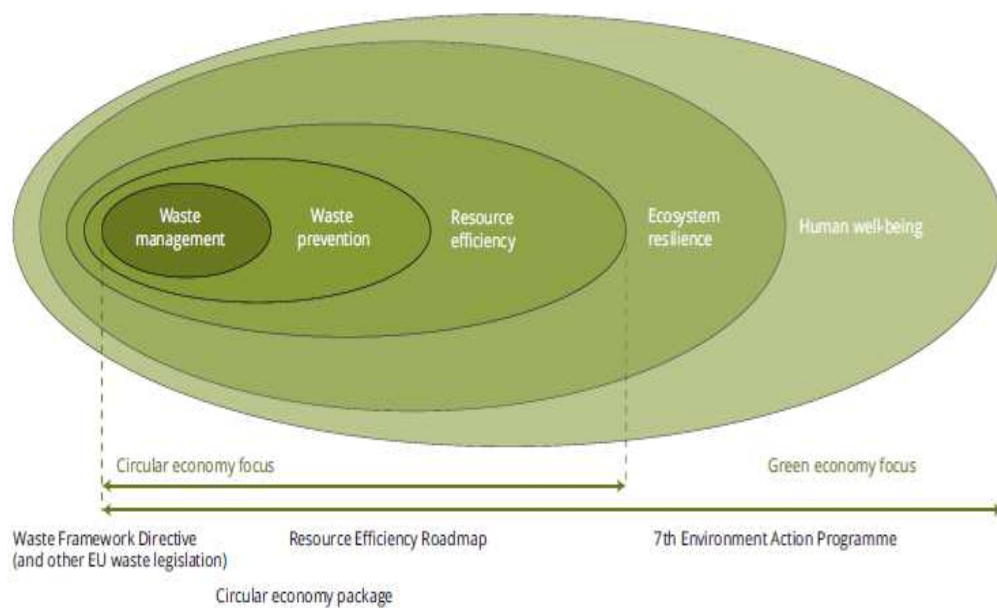 Waste
management
Waste
prevention
Resource
efficiency
Ecosystem
resilience
Human well-being
Circular economy focus
Green economy focus
Waste Framework Directive
(and other EU waste legislation)
Resource Efficiency Roadmap
7th Environment Action Programme
Circular economy package